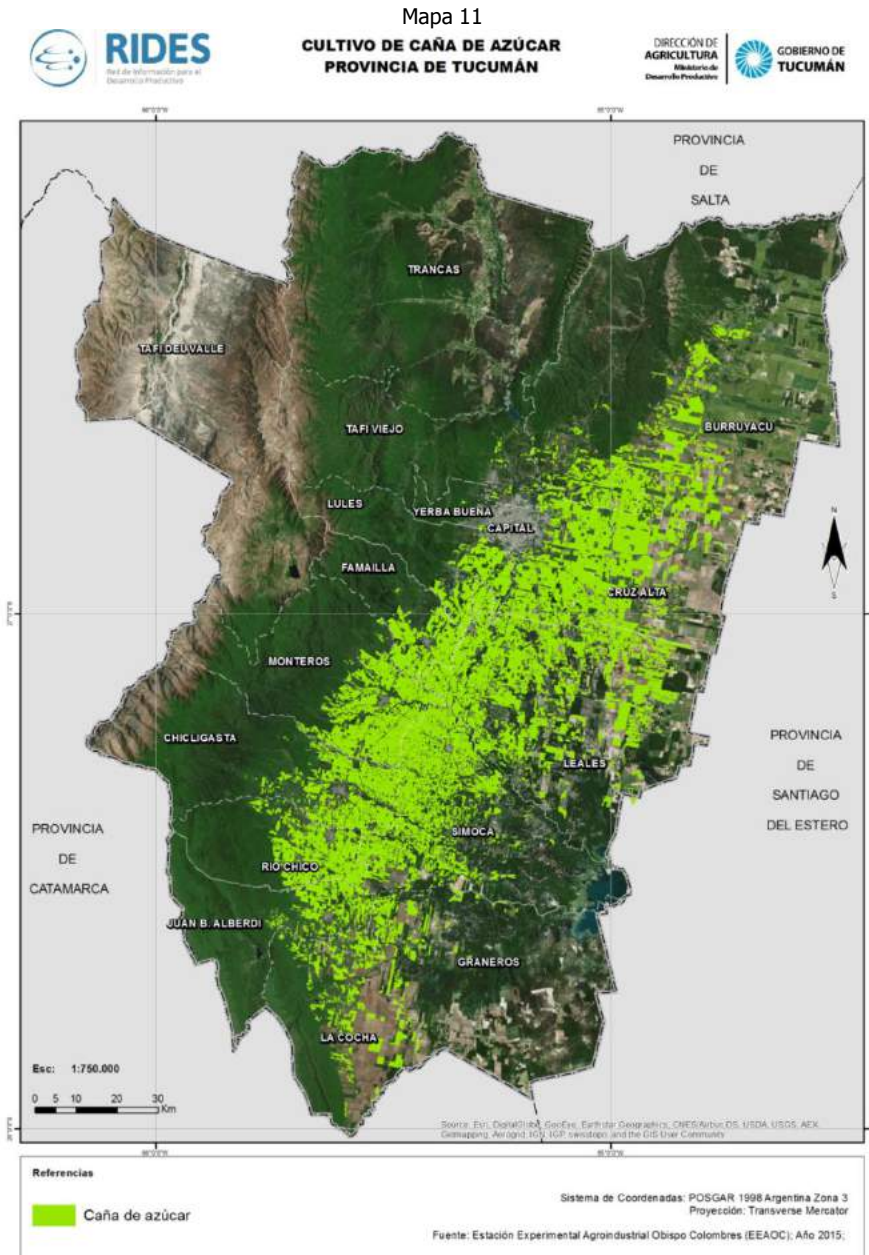 Mapa 11
RIDES
Red de Información para el
Desarrollo Productivo
CULTIVO DE CAÑA DE AZÚCAR
PROVINCIA DE TUCUMÁN
DIRECCIÓN DE
AGRICULTURA
Ministerio de
Desarrollo Productivo
GOBIERNO DE
TUCUMÁN
PROVINCIA
DE
SALTA
TRANCAS
TAFI DEL VALLE
TAFI VIEJO
BURRUYACU
LULES
YERBA BUENA
CAPITAL
N
FAMAILLA
CRUZ ALTA
S
MONTEROS
CHICLIGASTA
PROVINCIA
DE
SANTIAGO
DEL ESTERO
LEALES
PROVINCIA
DE
CATAMARCA
SIMOCA
RIO CHICO
JUAN B. ALBERDI
GRANEROS
LA COCHA
Esc: 1:750.000
0 5 10 20 30
Km
Source: Esri, DigitalGlobe, GeoEye, Earthstar Geographics, CNES/Airbus DS, USDA, USGS, AEX,
Getmapping, Aerogrid, IGN, IGP, swisstopo, and the GIS User Community
Referencias
Caña de azúcar
Sistema de Coordenadas: POSGAR 1998 Argentina Zona 3
Proyección: Transverse Mercator
Fuente: Estación Experimental Agroindustrial Obispo Colombres (EEAOC); Año 2015;